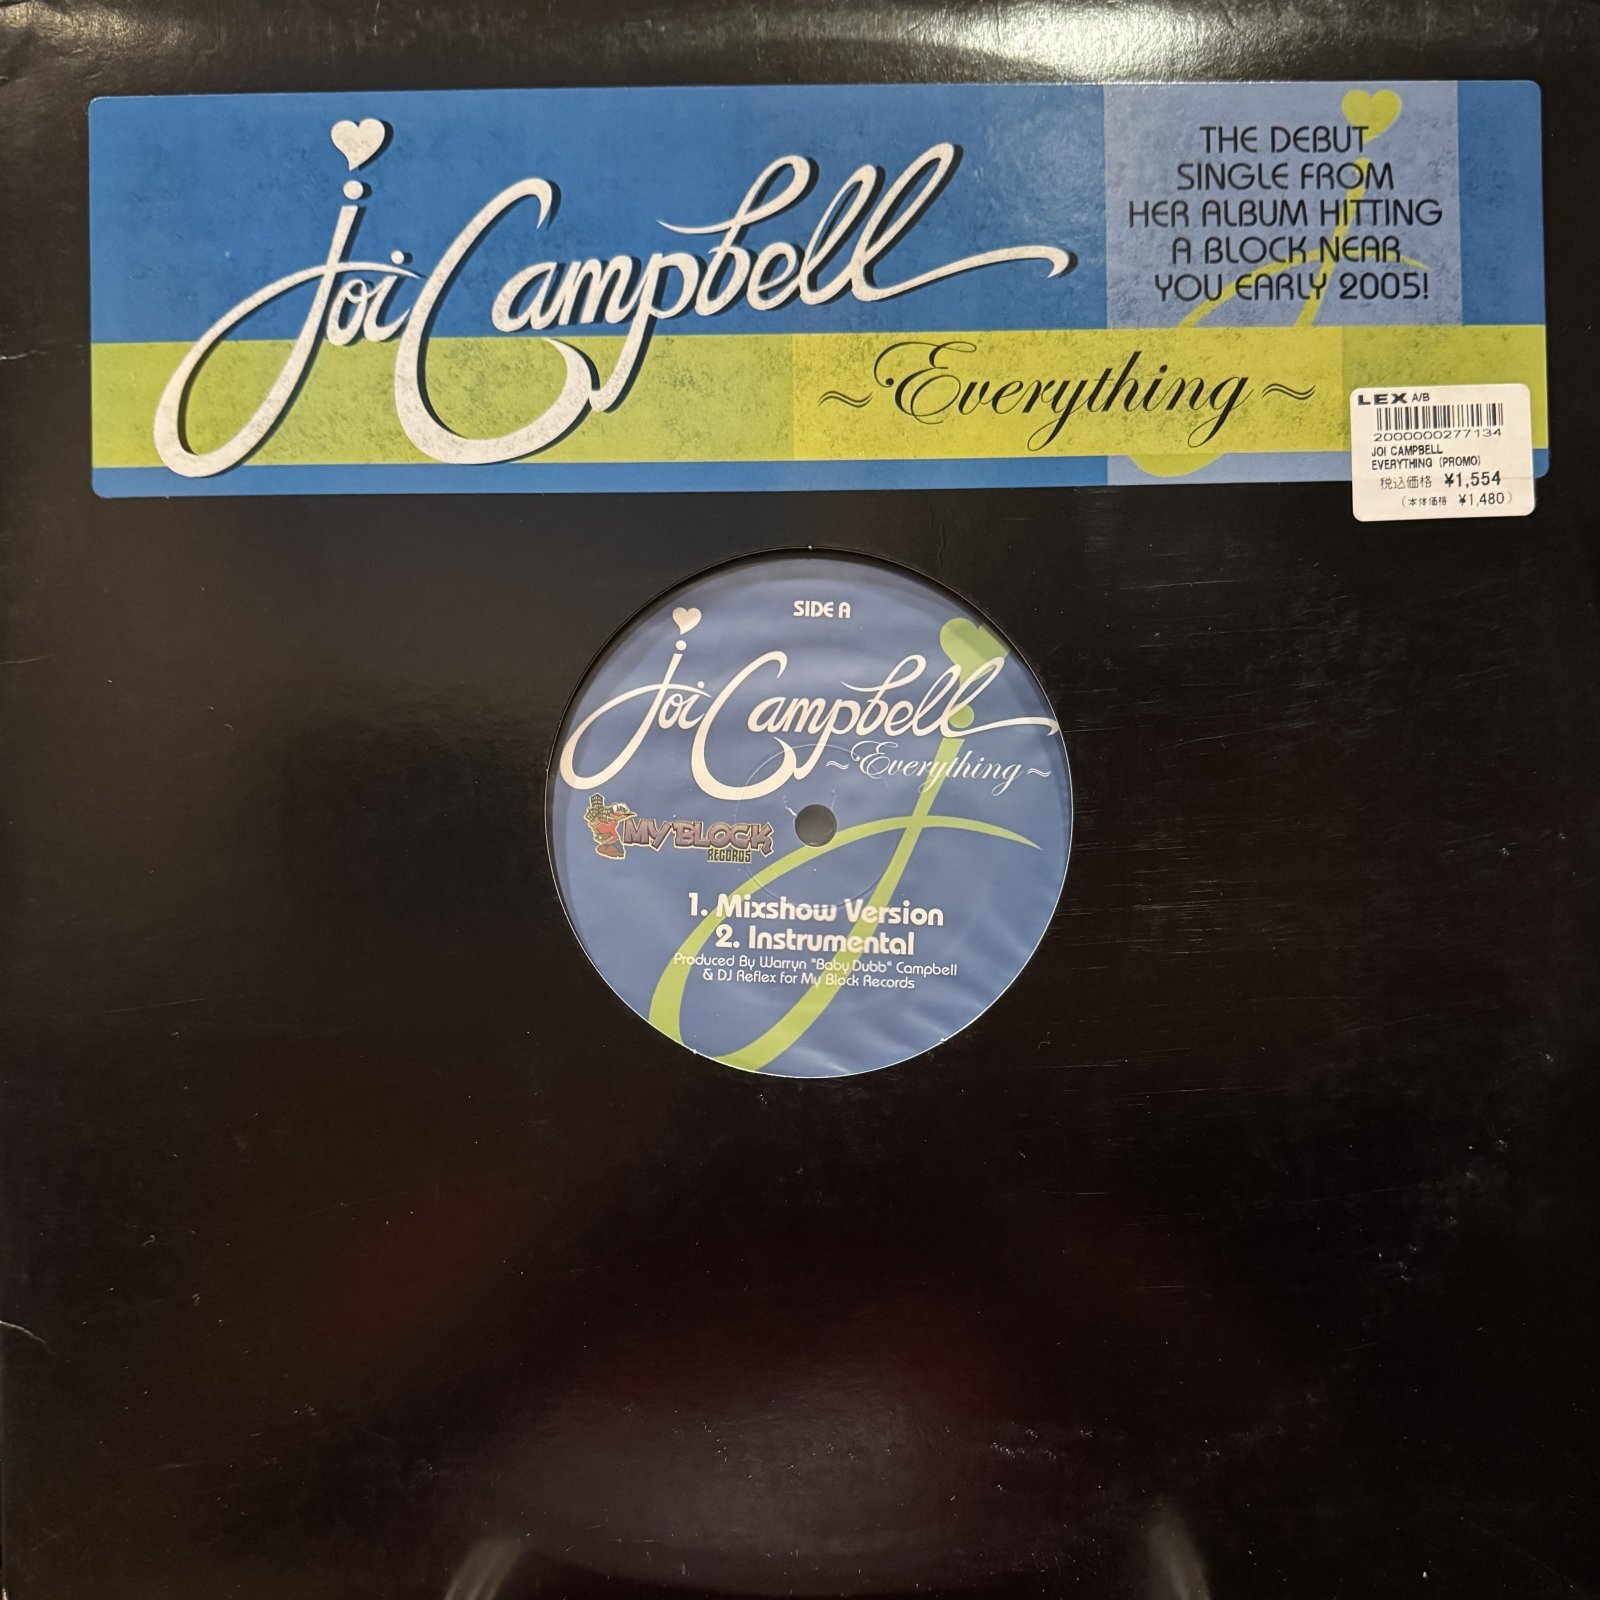 Joi Campbell
THE DEBUT
SINGLE FROM
HER ALBUM HITTING
A BLOCK NEAR
YOU EARLY 2005!
~Everything~
LEX A/B
2000000277134
JOI CAMPBELL
EVERYTHING (PROMO)
税込価格 ¥1,554
(本体価格 ¥1,480)
SIDE A
Joi Campbell
~Everything~
MY BLOCK
RECORDS
1. Mixshow Version
2. Instrumental
Produced By Warryn "Baby Dubb" Campbell
& DJ Reflex for My Block Records